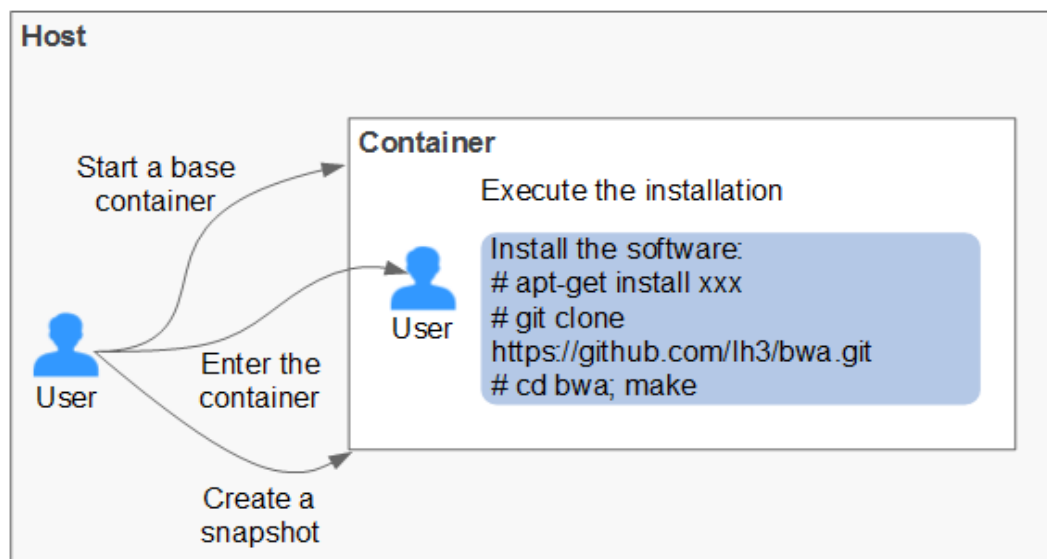 Host
Start a base
container
Container
Execute the installation
Install the software:
# apt-get install xxx
# git clone
https://github.com/lh3/bwa.git
# cd bwa; make
User
User
Enter the
container
Create a
snapshot